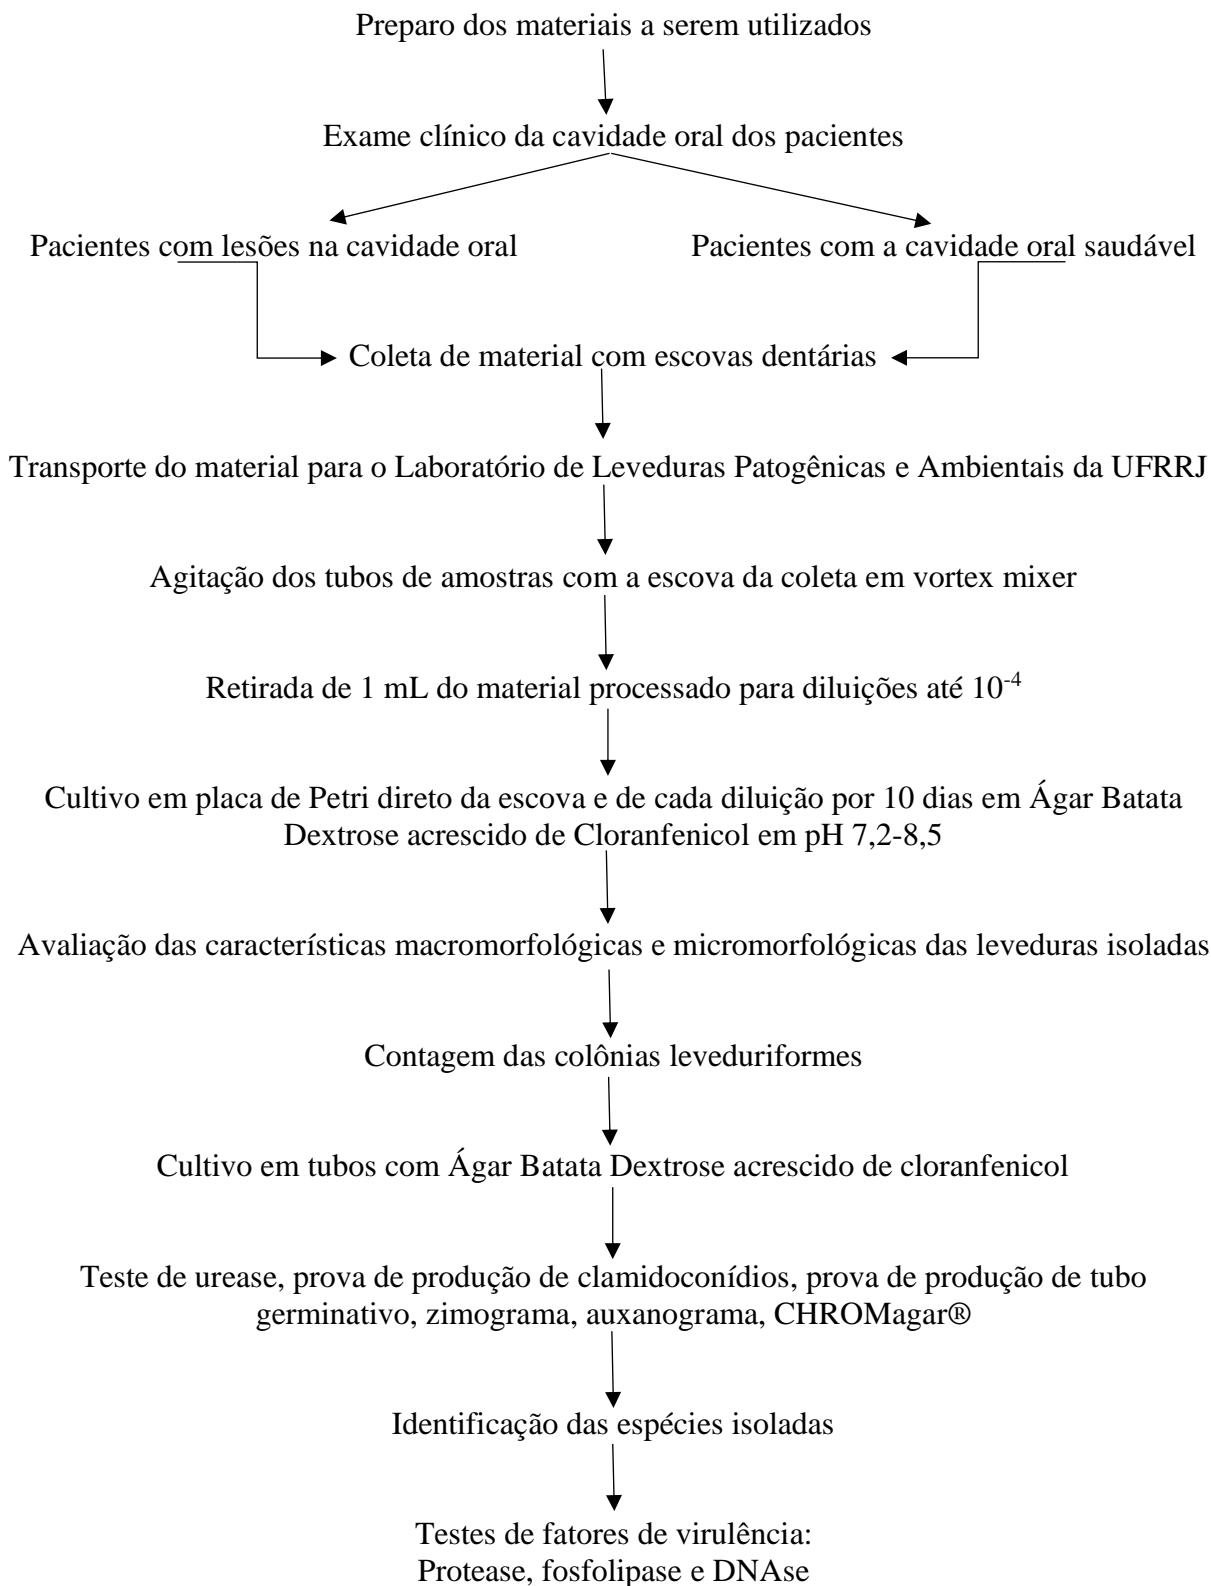 Preparo dos materiais a serem utilizados
Exame clínico da cavidade oral dos pacientes
Pacientes com lesões na cavidade oral
Pacientes com a cavidade oral saudável
Coleta de material com escovas dentárias
Transporte do material para o Laboratório de Leveduras Patogênicas e Ambientais da UFRRJ
Agitação dos tubos de amostras com a escova da coleta em vortex mixer
Retirada de 1 mL do material processado para diluições até 10⁻⁴
Cultivo em placa de Petri direto da escova e de cada diluição por 10 dias em Ágar Batata
Dextrose acrescido de Cloranfenicol em pH 7,2-8,5
Avaliação das características macromorfológicas e micromorfológicas das leveduras isoladas
Contagem das colônias leveduriformes
Cultivo em tubos com Ágar Batata Dextrose acrescido de cloranfenicol
Teste de urease, prova de produção de clamidoconídios, prova de produção de tubo
germinativo, zimograma, auxanograma, CHROMagar®
Identificação das espécies isoladas
Testes de fatores de virulência:
Protease, fosfolipase e DNAse